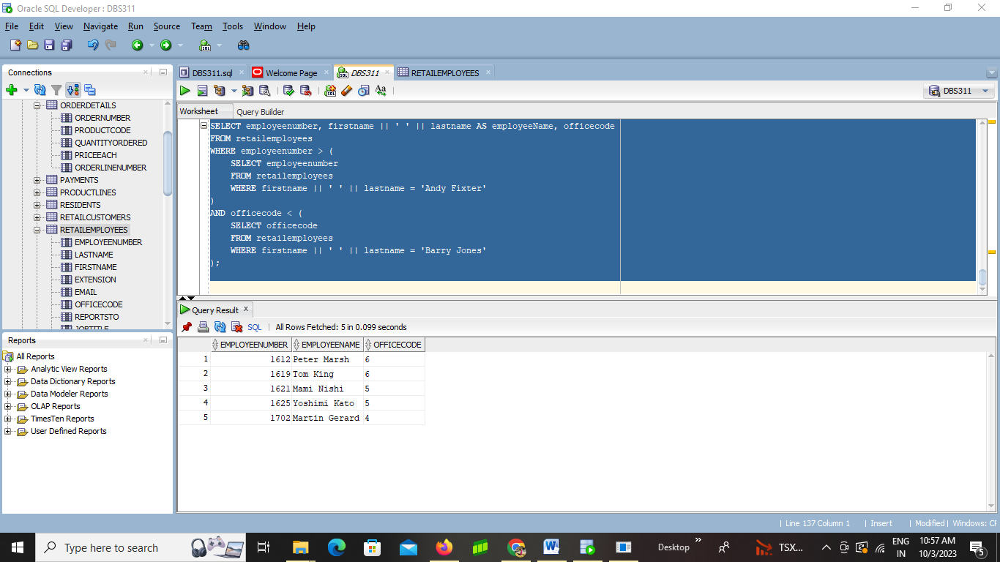 Oracle SQL Developer : DBS311
File Edit View Navigate Run Source Team Tools Window Help
Connections
ORDERDETAILS
ORDERNUMBER
PRODUCTCODE
QUANTITYORDERED
PRICEEACH
ORDERLINENUMBER
PAYMENTS
PRODUCTLINES
RESIDENTS
RETAILCUSTOMERS
RETAILEMPLOYEES
EMPLOYEENUMBER
LASTNAME
FIRSTNAME
EXTENSION
EMAIL
OFFICECODE
REPORTSTO
JOBTITLE
Reports
All Reports
Analytic View Reports
Data Dictionary Reports
Data Modeler Reports
OLAP Reports
TimesTen Reports
User Defined Reports
DBS311.sql Welcome Page DBS311 RETAILEMPLOYEES
DBS311
Worksheet Query Builder
SELECT employeenumber, firstname || ' ' || lastname AS employeeName, officecode
FROM retailemployees
WHERE employeenumber > (
SELECT employeenumber
FROM retailemployees
WHERE firstname || ' ' || lastname = 'Andy Fixter'
)
AND officecode < (
SELECT officecode
FROM retailemployees
WHERE firstname || ' ' || lastname = 'Barry Jones'
);
Query Result x
SQL | All Rows Fetched: 5 in 0.099 seconds
EMPLOYEENUMBER EMPLOYEENAME OFFICECODE
1 1612 Peter Marsh 6
2 1619 Tom King 6
3 1621 Mami Nishi 5
4 1625 Yoshimi Kato 5
5 1702 Martin Gerard 4
| Line 137 Column 1 | Insert | Modified | Windows: CF
Type here to search
Desktop
TSX...
ENG
IN
10:57 AM
10/3/2023
5